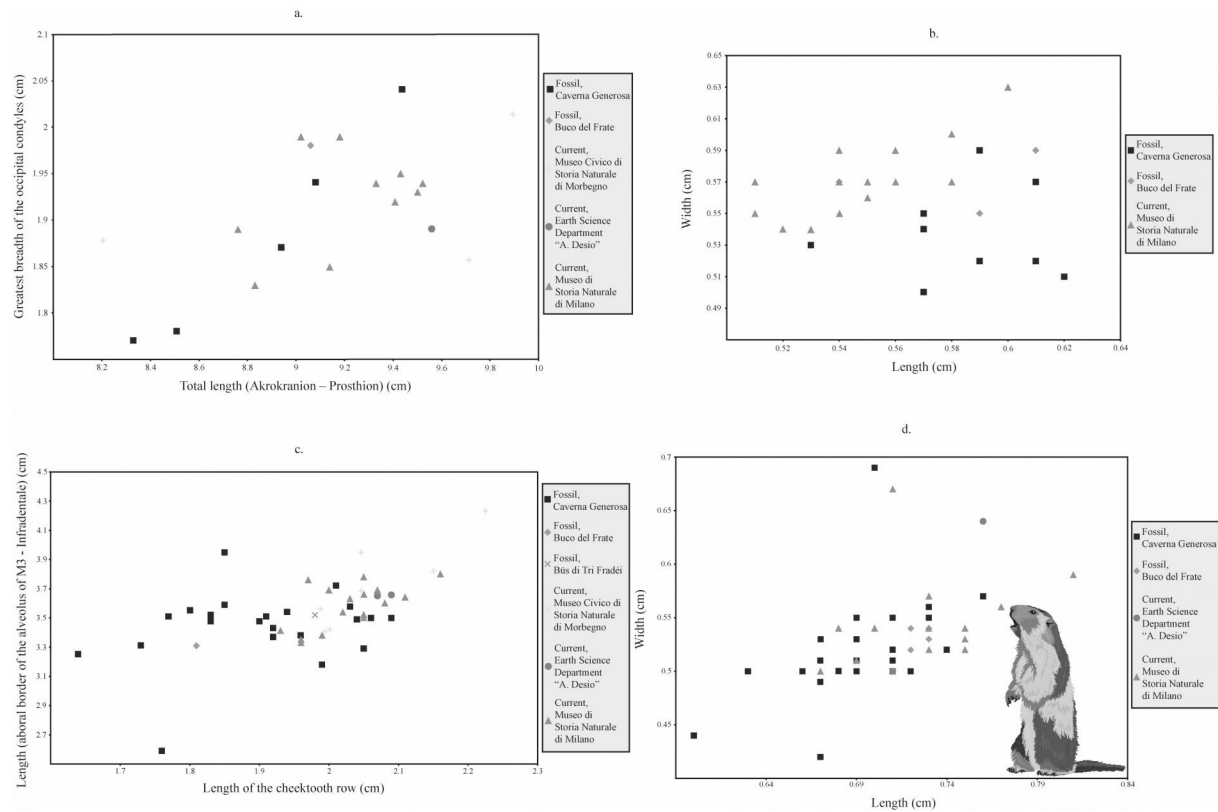 a.
Greatest breadth of the occipital condyles (cm)
2.1
2.05
2
1.95
1.9
1.85
1.8
8.2 8.4 8.6 8.8 9 9.2 9.4 9.6 9.8 10
Total length (Akrokranion – Prosthion) (cm)
Fossil,
Caverna Generosa
Fossil,
Buco del Frate
Current,
Museo Civico di
Storia Naturale
di Morbegno
Current,
Earth Science
Department
“A. Desio”
Current,
Museo di
Storia Naturale
di Milano
b.
Width (cm)
0.65
0.63
0.61
0.59
0.57
0.55
0.53
0.51
0.49
0.52 0.54 0.56 0.58 0.6 0.62 0.64
Length (cm)
Fossil,
Caverna Generosa
Fossil,
Buco del Frate
Current,
Museo di
Storia Naturale
di Milano
c.
Length (aboral border of the alveolus of M3 - Infradentale) (cm)
4.5
4.3
3.9
3.7
3.5
3.3
3.1
2.9
2.7
1.7 1.8 1.9 2 2.1 2.2 2.3
Length of the cheektooth row (cm)
Fossil,
Caverna Generosa
Fossil,
Buco del Frate
Fossil,
Büs di Tri Fradéi
Current,
Museo Civico di
Storia Naturale
di Morbegno
Current,
Earth Science
Department
“A. Desio”
Current,
Museo di
Storia Naturale
di Milano
d.
Width (cm)
0.7
0.65
0.6
0.55
0.5
0.45
0.64 0.69 0.74 0.79 0.84
Length (cm)
Fossil,
Caverna Generosa
Fossil,
Buco del Frate
Current,
Earth Science
Department
“A. Desio”
Current,
Museo di
Storia Naturale
di Milano